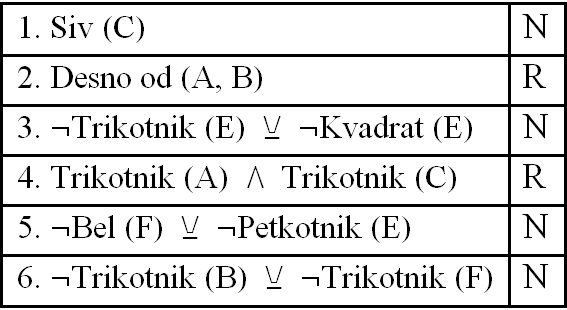 1. Siv (C) N
2. Desno od (A, B) R
3. ¬Trikotnik (E) ⊻ ¬Kvadrat (E) N
4. Trikotnik (A) ∧ Trikotnik (C) R
5. ¬Bel (F) ⊻ ¬Petkotnik (E) N
6. ¬Trikotnik (B) ⊻ ¬Trikotnik (F) N